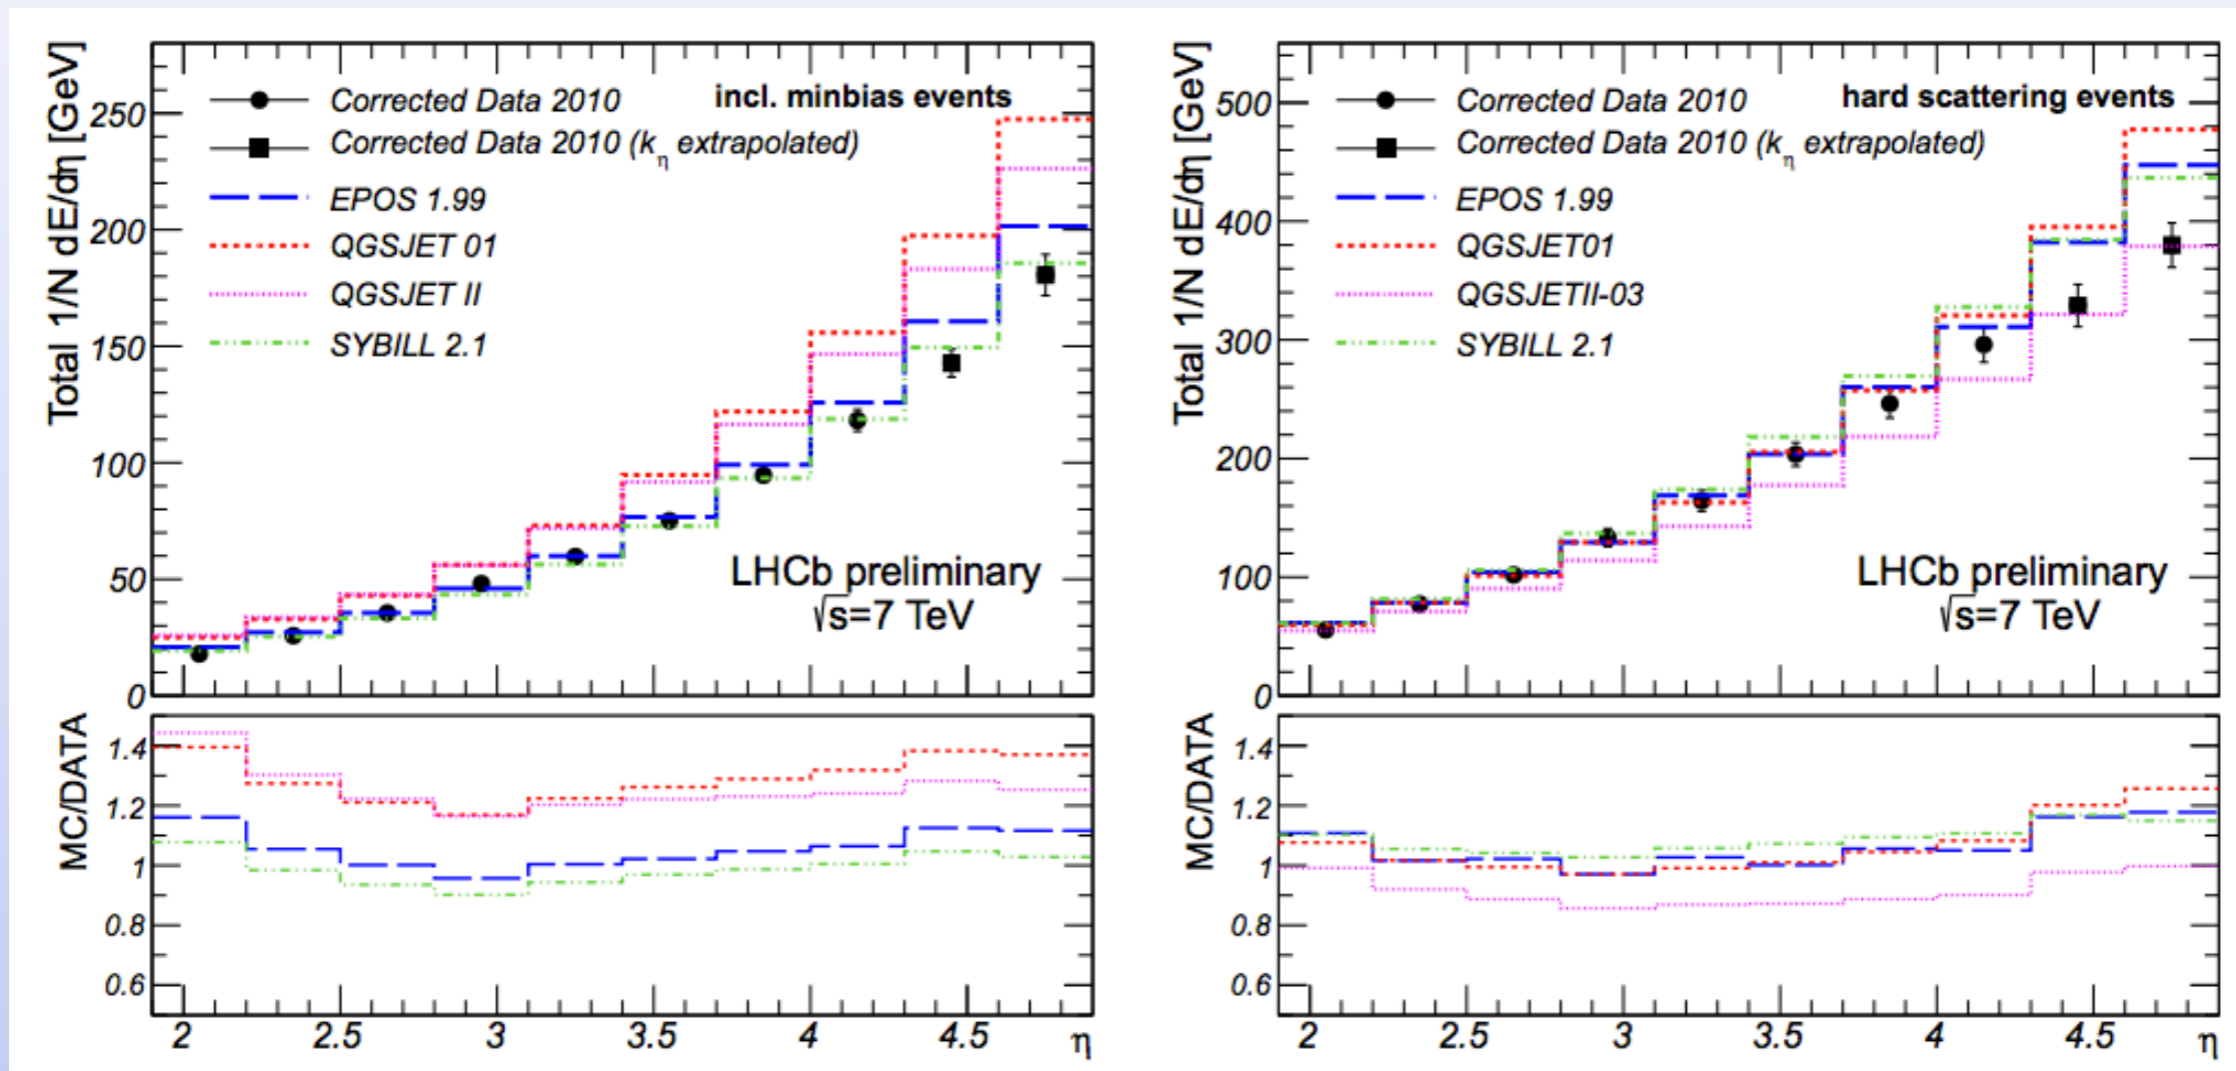 Total 1/N dE/dη [GeV]
250
200
150
100
50
0
Corrected Data 2010
incl. minbias events
Corrected Data 2010 (kη extrapolated)
EPOS 1.99
QGSJET 01
QGSJET II
SYBILL 2.1
LHCb preliminary
√s=7 TeV
MC/DATA
1.4
1.2
1
0.8
0.6
2 2.5 3 3.5 4 4.5 η
Total 1/N dE/dη [GeV]
500
400
300
200
100
0
Corrected Data 2010
hard scattering events
Corrected Data 2010 (kη extrapolated)
EPOS 1.99
QGSJET01
QGSJETII-03
SYBILL 2.1
LHCb preliminary
√s=7 TeV
MC/DATA
1.4
1.2
1
0.8
0.6
2 2.5 3 3.5 4 4.5 η